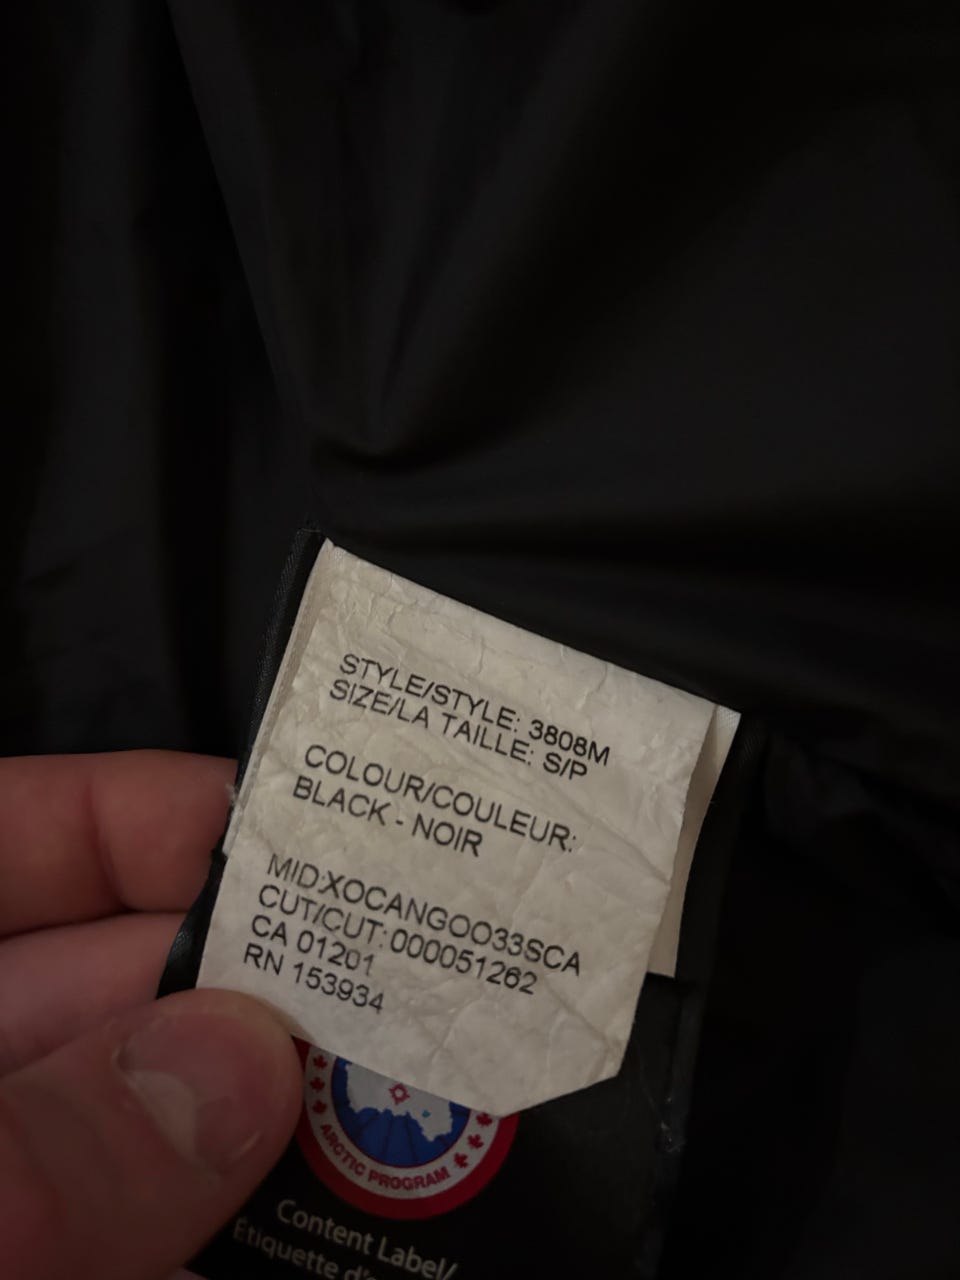 STYLE/STYLE: 3808M
SIZE/LA TAILLE: S/P
COLOUR/COULEUR:
BLACK - NOIR
MID:XOCANGOO33SCA
CUT/CUT: 000051262
CA 01201
RN 153934
ARCTIC PROGRAM
Content Label/
Étiquette